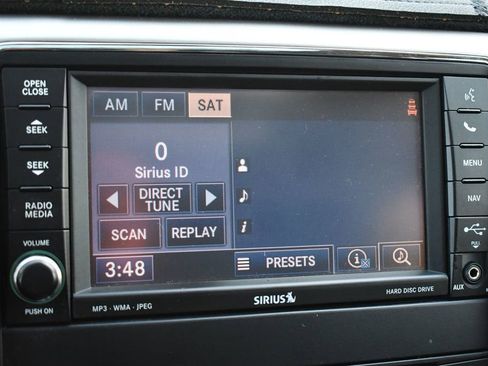 OPEN
CLOSE
SEEK
SEEK
RADIO
MEDIA
VOLUME
PUSH ON
AM FM SAT
0
Sirius ID
DIRECT
TUNE
SCAN REPLAY
3:48 PRESETS
MP3 · WMA · JPEG
SIRIUS
HARD DISC DRIVE
MENU
NAV
AUX